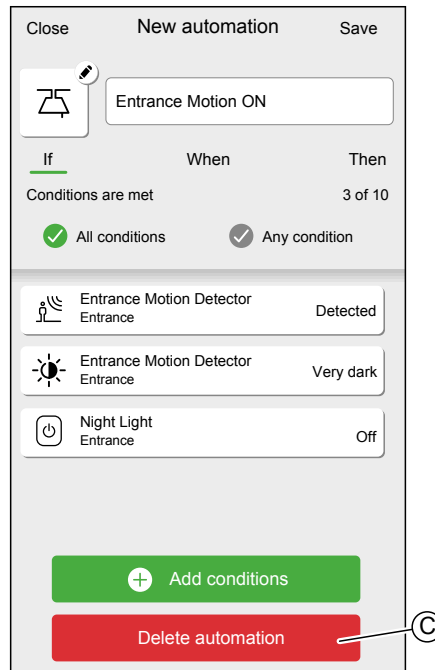 Close New automation Save
Entrance Motion ON
If When Then
Conditions are met 3 of 10
All conditions Any condition
Entrance Motion Detector
Entrance
Detected
Entrance Motion Detector
Entrance
Very dark
Night Light
Entrance
Off
Add conditions
Delete automation
C